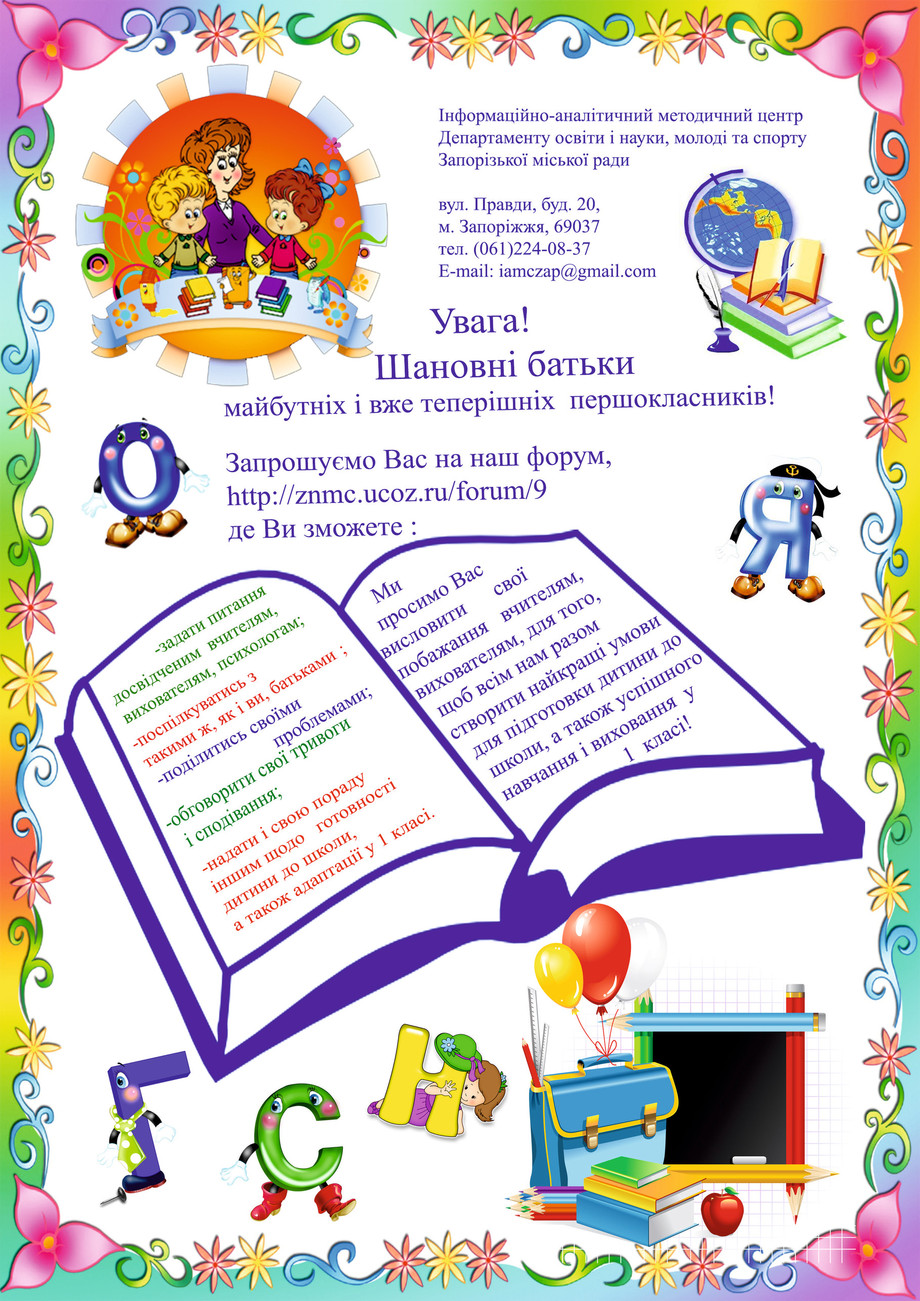 Інформаційно-аналітичний методичний центр
Департаменту освіти і науки, молоді та спорту
Запорізької міської ради
вул. Правди, буд. 20,
м. Запоріжжя, 69037
тел. (061)224-08-37
E-mail: iamczap@gmail.com
Увага!
Шановні батьки
майбутніх і вже теперішніх першокласників!
Запрошуємо Вас на наш форум,
http://znmc.ucoz.ru/forum/9
де Ви зможете :
-задати питання
досвідченим вчителям,
вихователям, психологам;
-поспілкуватись з
такими ж, як і ви, батьками ;
-поділитись своїми
проблемами;
-обговорити свої тривоги
і сподівання;
-надати і свою пораду
іншим щодо готовності
дитини до школи,
а також адаптації у 1 класі.
Ми
просимо Вас
висловити свої
побажання вчителям,
вихователям, для того,
щоб всім нам разом
створити найкращі умови
для підготовки дитини до
школи, а також успішного
навчання і виховання у
1 класі!
О
Я
Г
С
Н